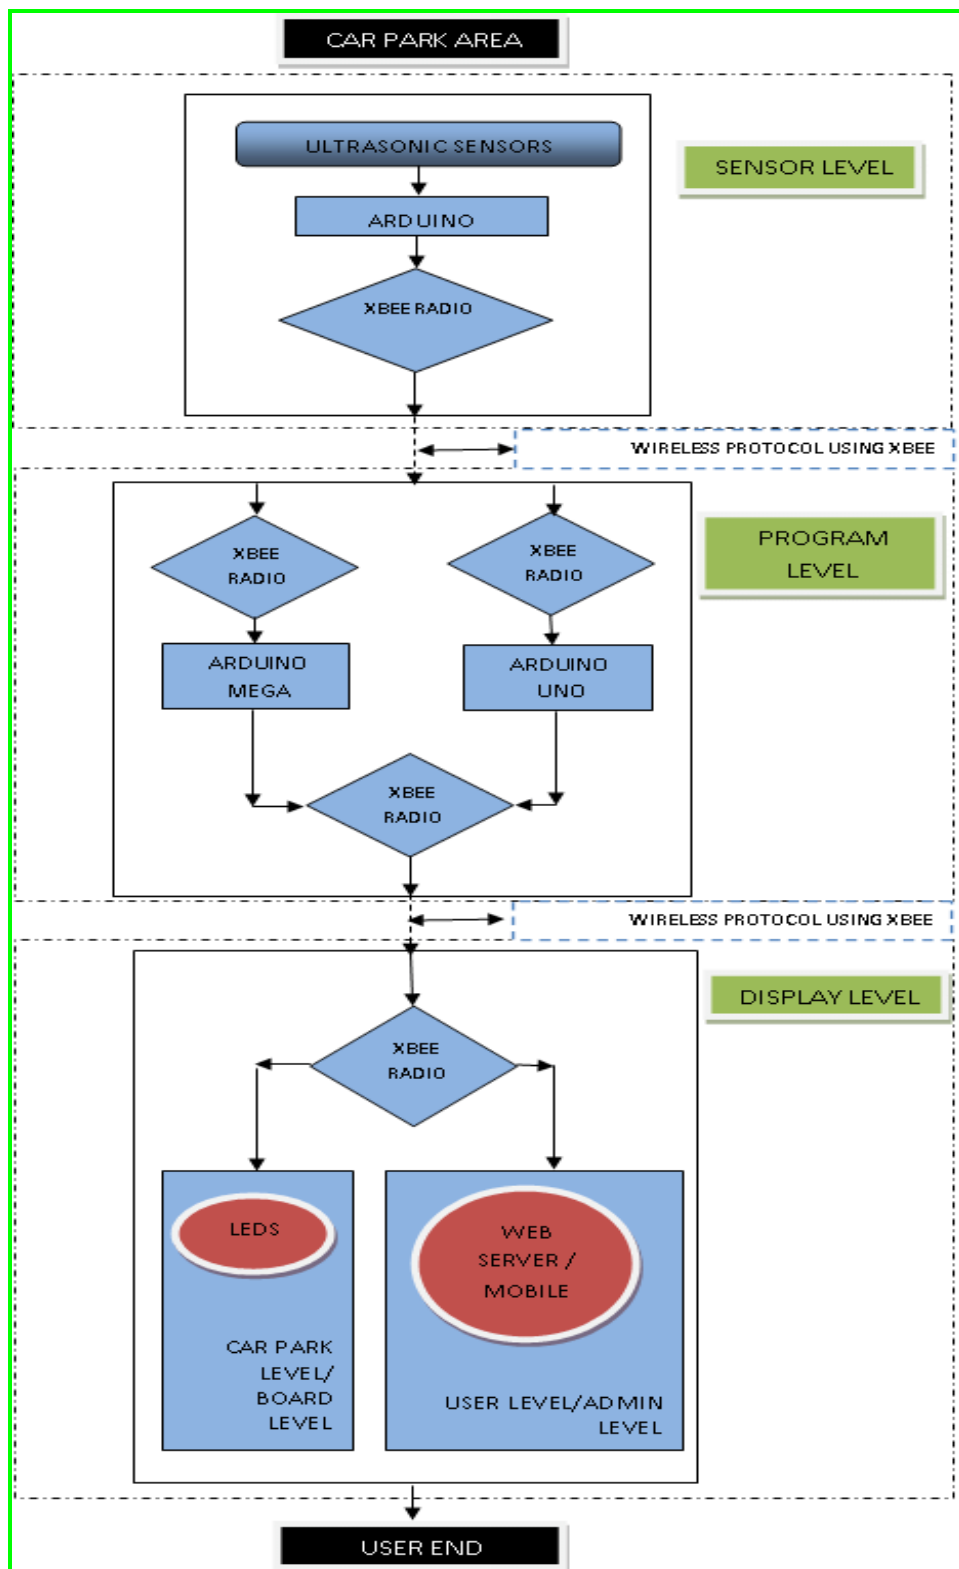 CAR PARK AREA
ULTRASONIC SENSORS
SENSOR LEVEL
ARDUINO
XBEE RADIO
WIRELESS PROTOCOL USING XBEE
PROGRAM
LEVEL
XBEE
RADIO
XBEE
RADIO
ARDUINO
MEGA
ARDUINO
UNO
XBEE
RADIO
WIRELESS PROTOCOL USING XBEE
DISPLAY LEVEL
XBEE
RADIO
LEDS
CAR PARK
LEVEL/
BOARD
LEVEL
WEB
SERVER /
MOBILE
USER LEVEL/ADMIN
LEVEL
USER END